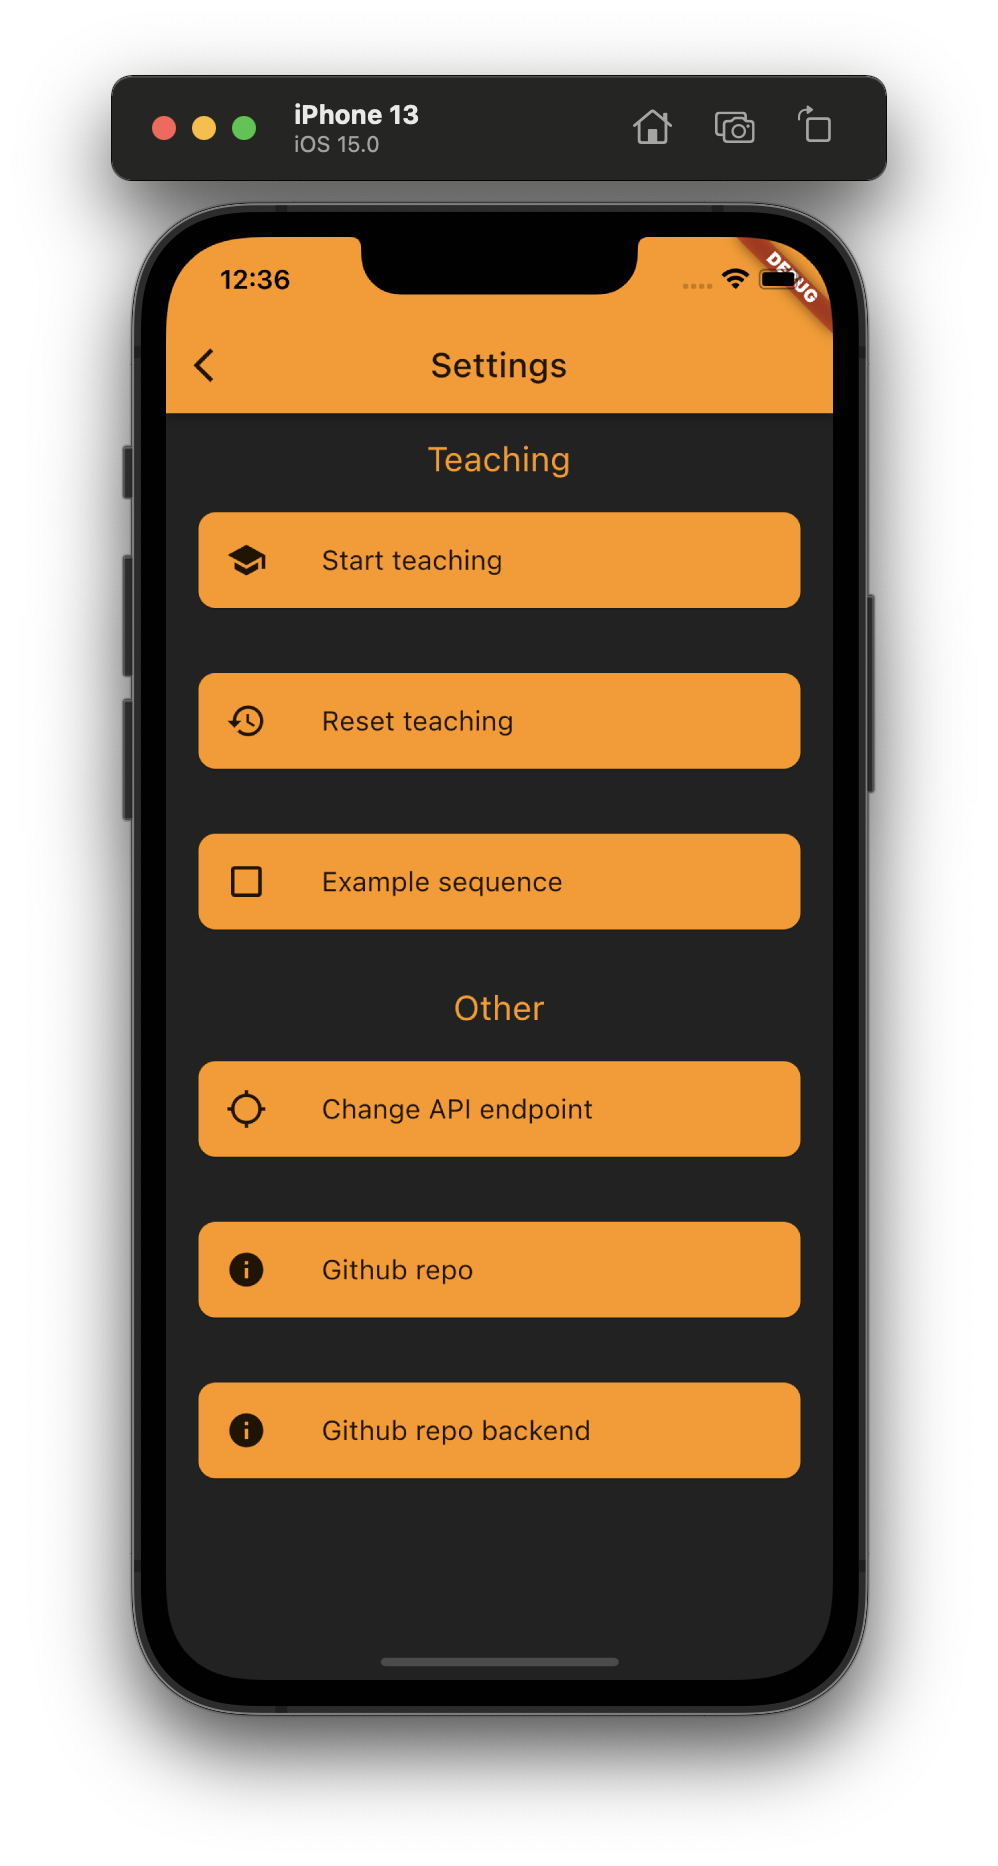 iPhone 13
iOS 15.0
12:36
DEBUG
Settings
Teaching
Start teaching
Reset teaching
Example sequence
Other
Change API endpoint
Github repo
Github repo backend